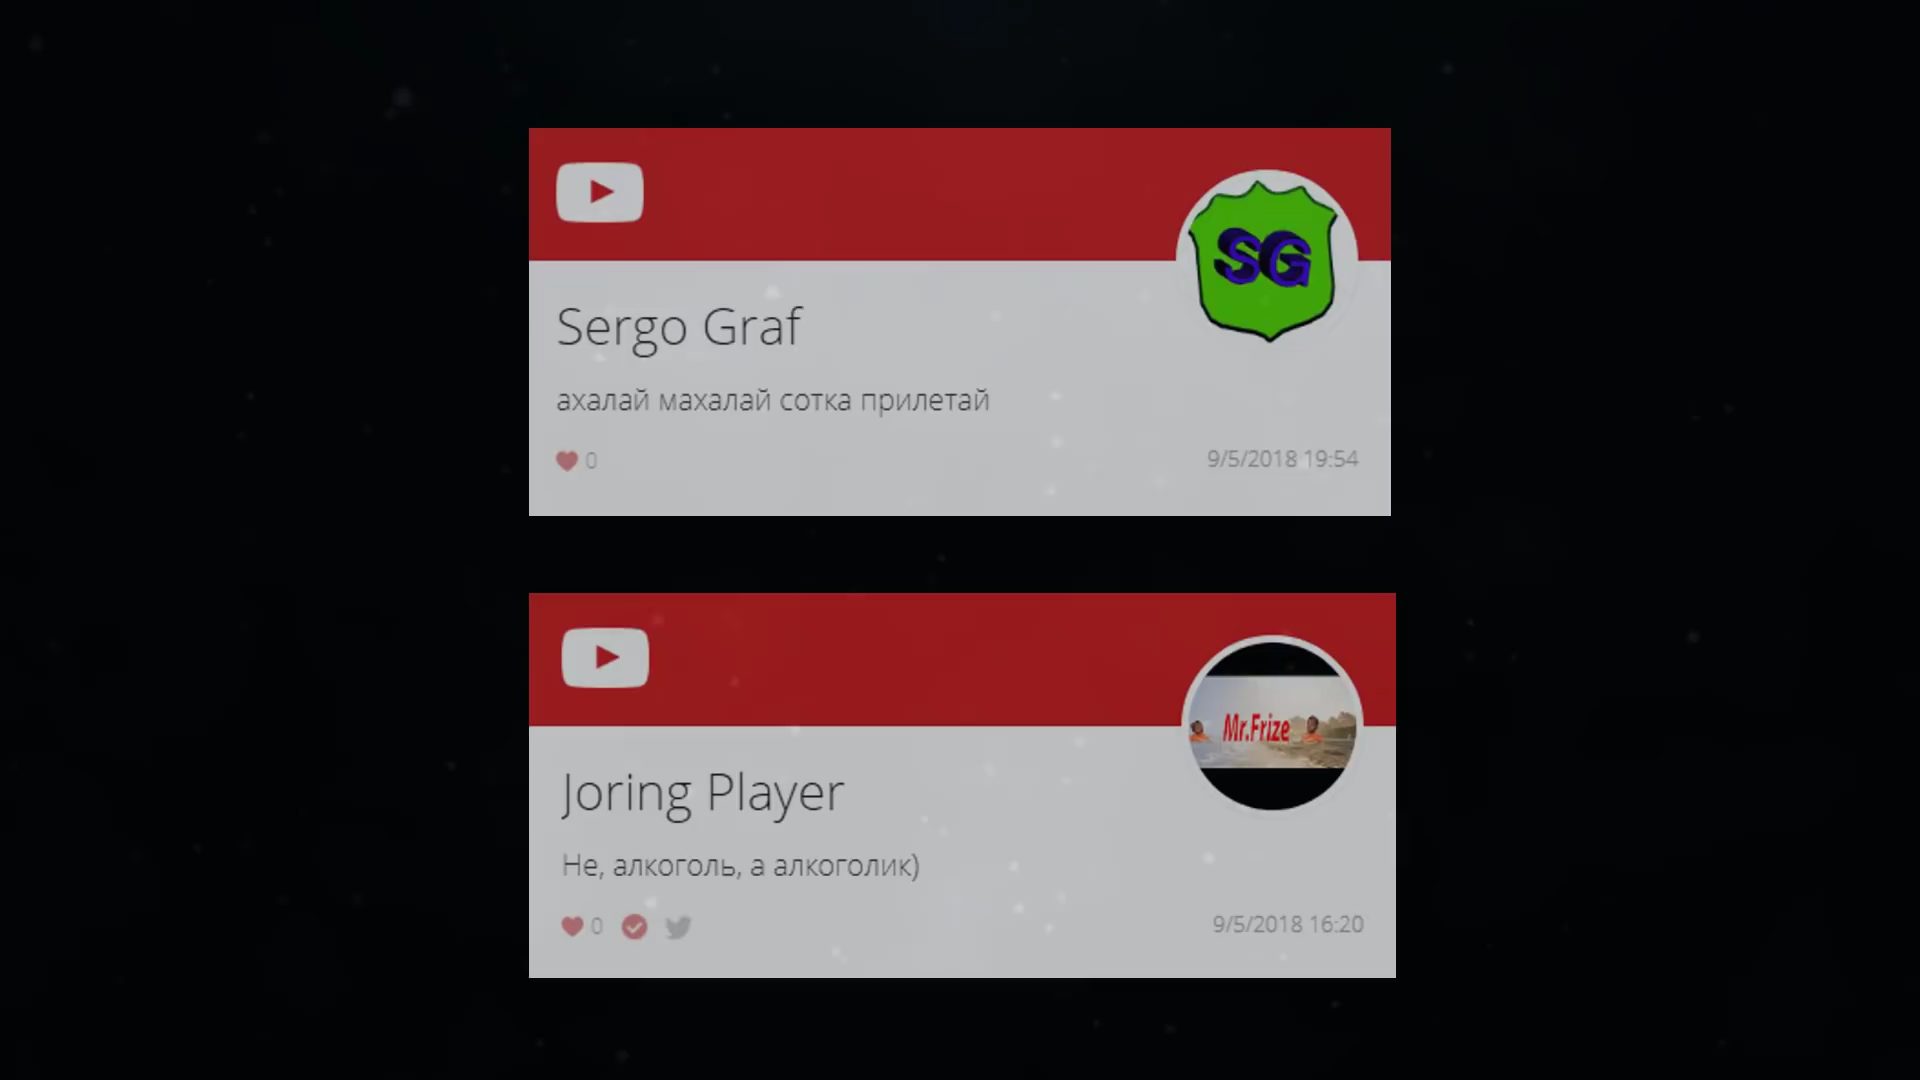 SG
Sergo Graf
ахалай махалай сотка прилетай
0
9/5/2018 19:54
Mr.Frize
Joring Player
Не, алкоголь, а алкоголик)
0
9/5/2018 16:20